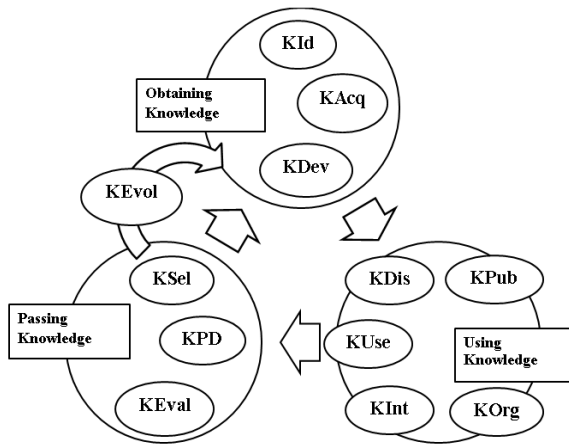 KId
Obtaining
Knowledge
KAcq
KDev
KEvol
KSel
Passing
Knowledge
KPD
KEval
KDis
KPub
KUse
Using
Knowledge
KInt
KOrg